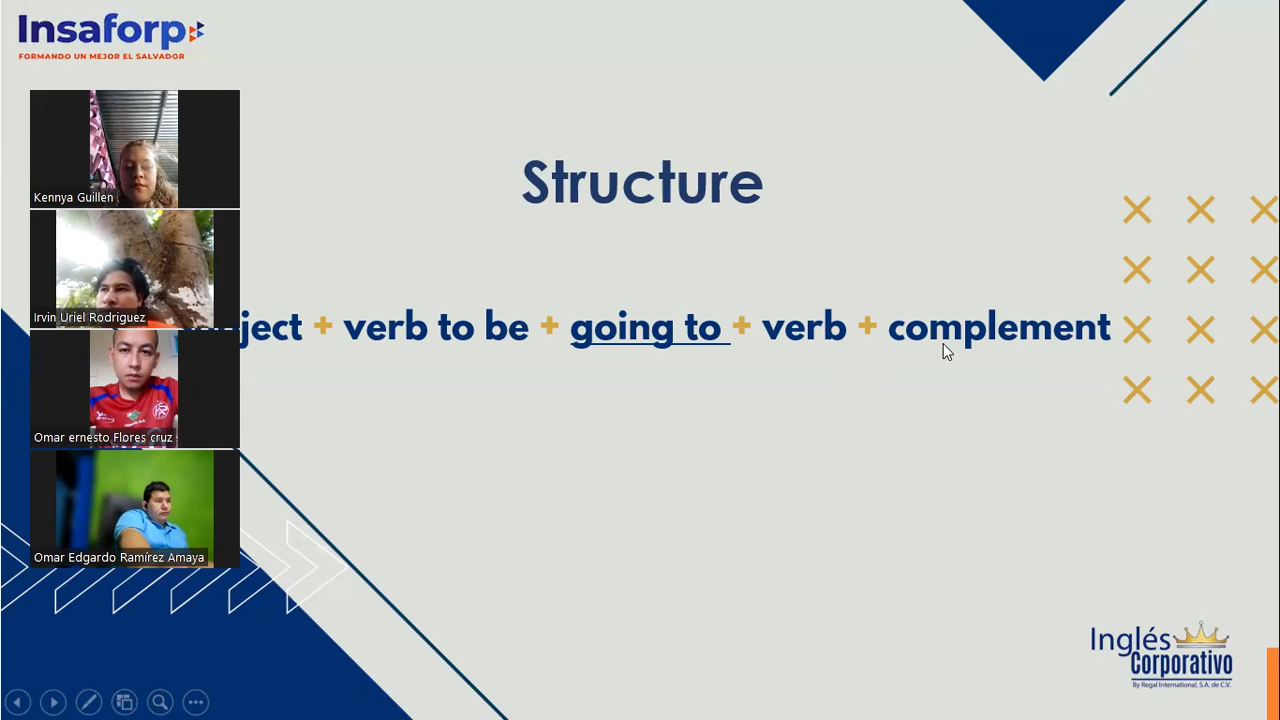 Insaforp
FORMANDO UN MEJOR EL SALVADOR
Structure
ject + verb to be + going to + verb + complement
Kennya Guillen
Irvin Uriel Rodriguez
Omar ernesto Flores cruz
Omar Edgardo Ramírez Amaya
Inglés
Corporativo
By Regal International, S.A. de C.V.